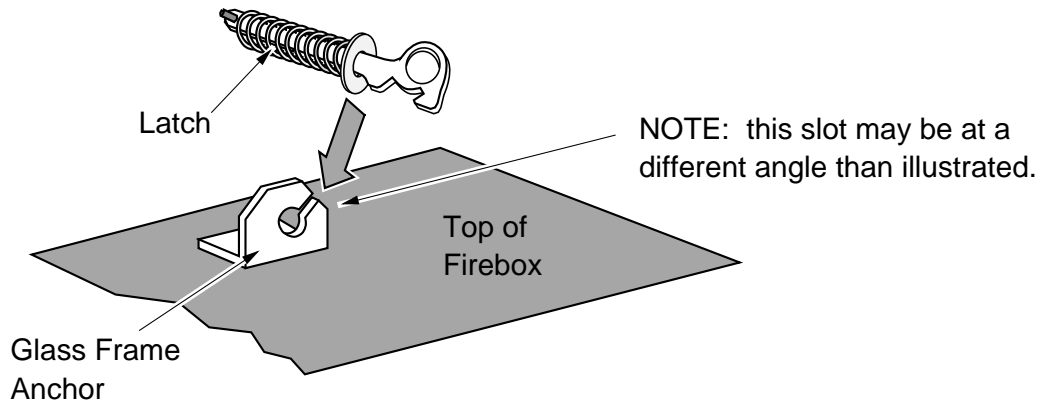 Latch
NOTE:  this slot may be at a
different angle than illustrated.
Top of
Firebox
Glass Frame
Anchor